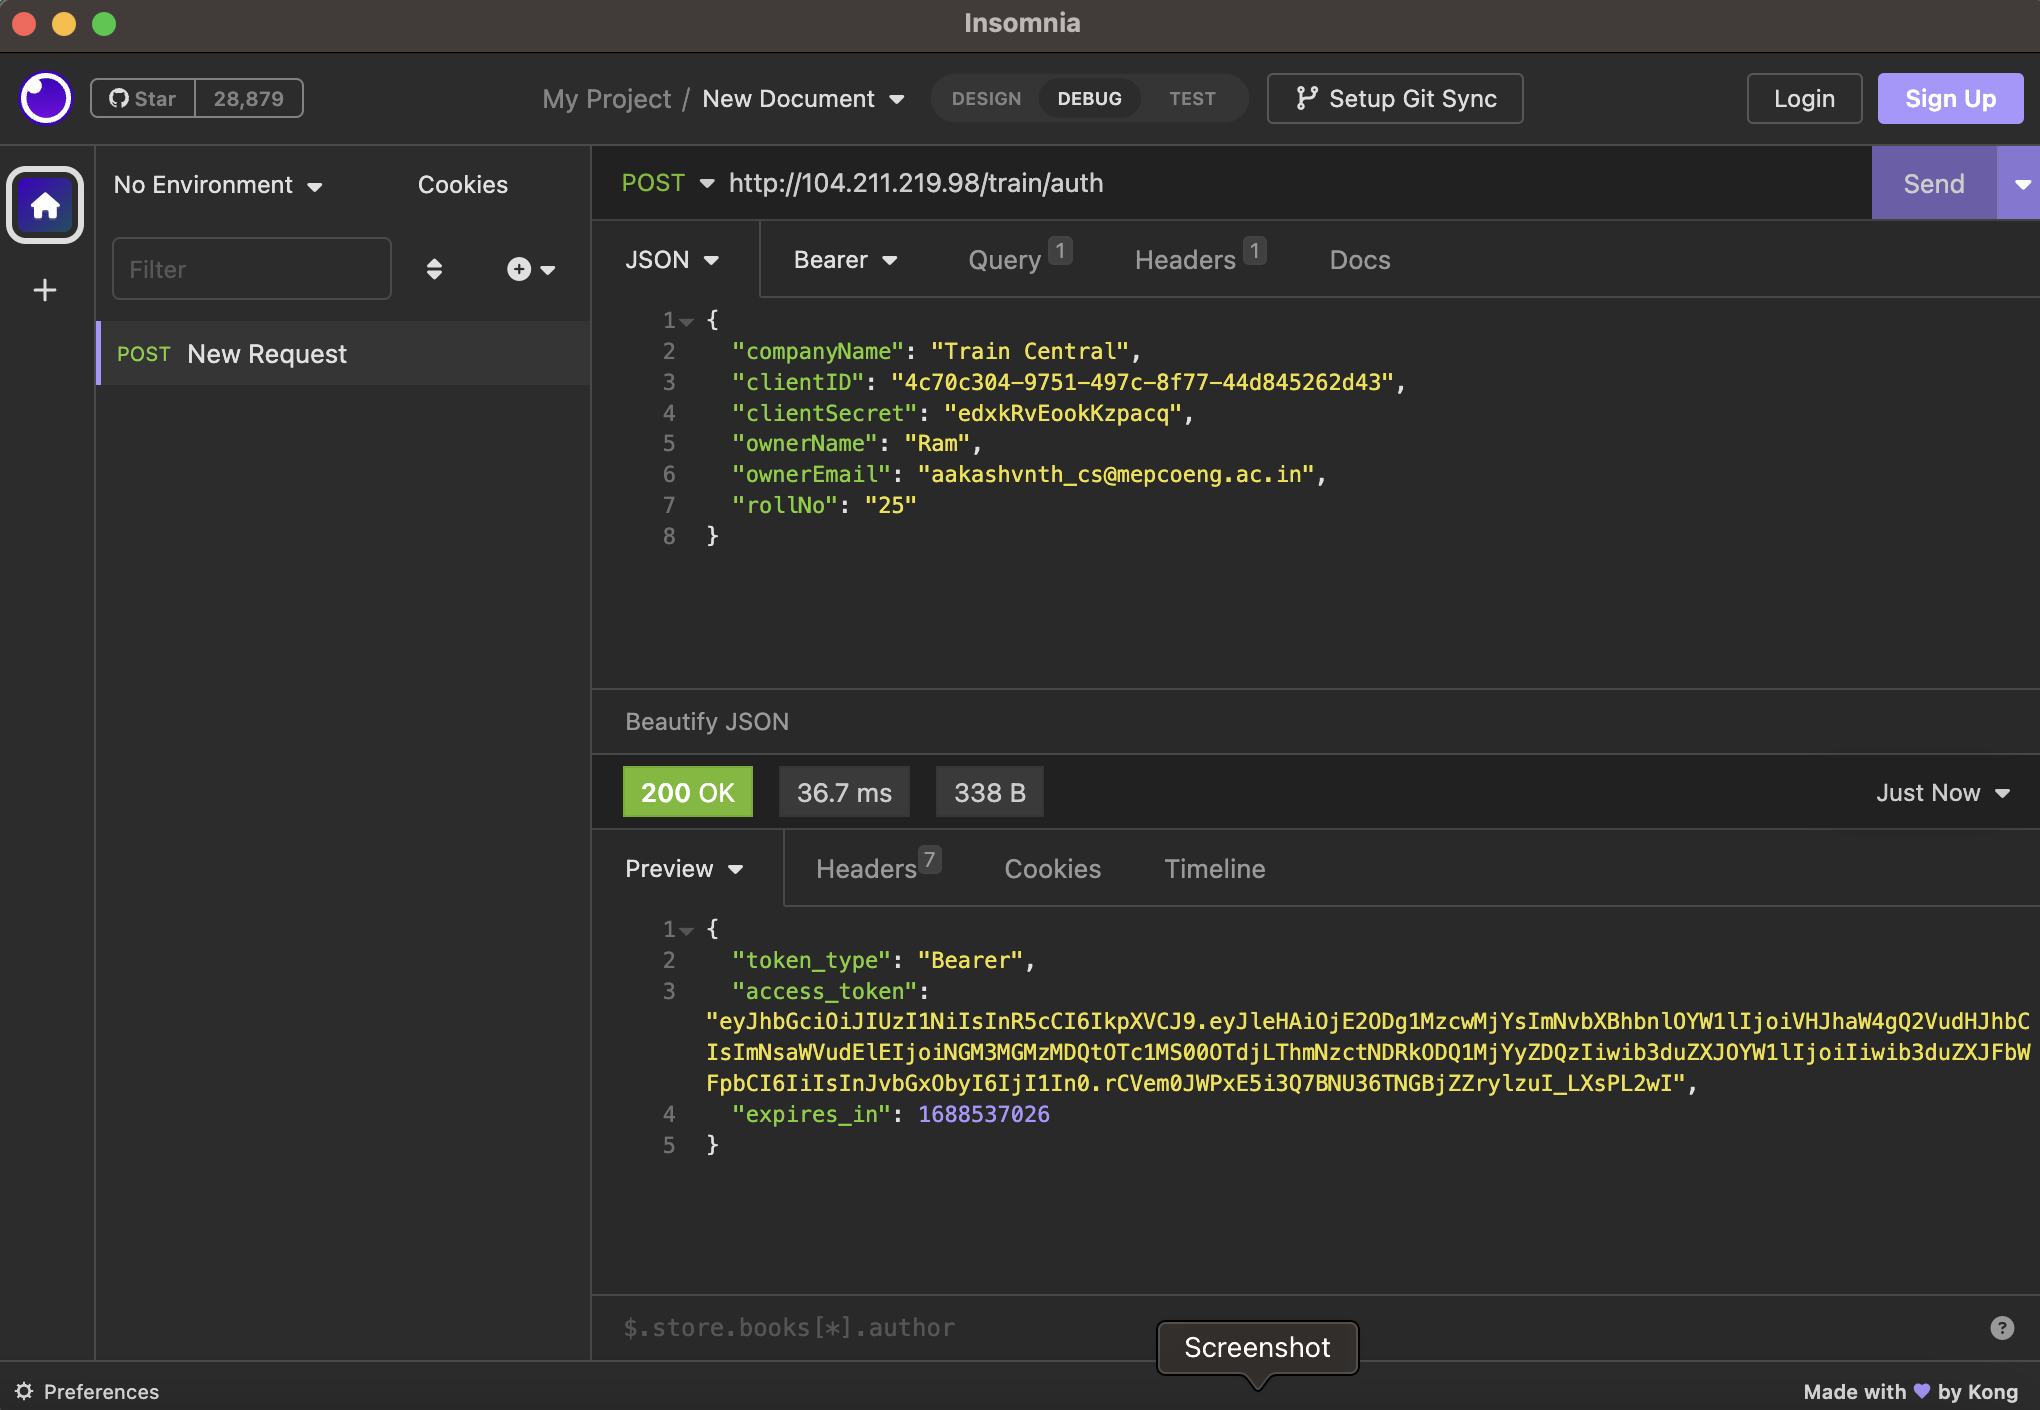 Insomnia
Star 28,879
My Project / New Document
DESIGN DEBUG TEST
Setup Git Sync
Login
Sign Up
No Environment
Cookies
Filter
POST New Request
POST http://104.211.219.98/train/auth
Send
JSON
Bearer
Query 1
Headers 1
Docs
1 {
2 "companyName": "Train Central",
3 "clientID": "4c70c304-9751-497c-8f77-44d845262d43",
4 "clientSecret": "edxkRvEookKzpacq",
5 "ownerName": "Ram",
6 "ownerEmail": "aakashvnth_cs@mepcoeng.ac.in",
7 "rollNo": "25"
8 }
Beautify JSON
200 OK
36.7 ms
338 B
Just Now
Preview
Headers 7
Cookies
Timeline
1 {
2 "token_type": "Bearer",
3 "access_token":
"eyJhbGciOiJIUzI1NiIsInR5cCI6IkpXVCJ9.eyJleHAiOjE2ODg1MzcwMjYsImNvbXBhbnlOYW1lIjoiVHJhaW4gQ2VudHJhbC
IsImNsaWVudElEIjoiNGM3MGMzMDQtOTc1MS00OTdjLThmNzctNDRkODQ1MjYyZDQzIiwib3duZXJOYW1lIjoiIiwib3duZXJFbW
FpbCI6IiIsInJvbGxObyI6IjI1In0.rCVem0JWPxE5i3Q7BNU36TNGBjZZrylzuI_LXsPL2wI",
4 "expires_in": 1688537026
5 }
$.store.books[*].author
?
Screenshot
Preferences
Made with 💜 by Kong